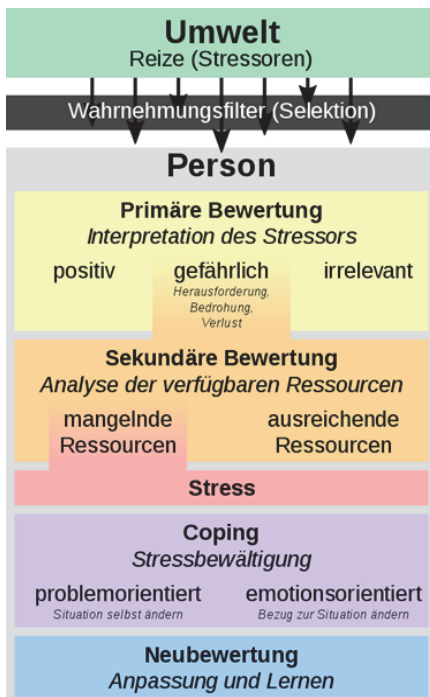 Umwelt
Reize (Stressoren)
Wahrnehmungsfilter (Selektion)
Person
Primäre Bewertung
Interpretation des Stressors
positiv gefährlich irrelevant
Herausforderung,
Bedrohung,
Verlust
Sekundäre Bewertung
Analyse der verfügbaren Ressourcen
mangelnde ausreichende
Ressourcen Ressourcen
Stress
Coping
Stressbewältigung
problemorientiert emotionsorientiert
Situation selbst ändern Bezug zur Situation ändern
Neubewertung
Anpassung und Lernen